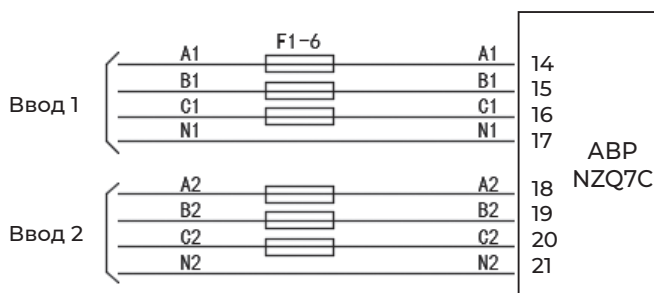 F1-6
A1 A1 14
B1 B1 15
Ввод 1
C1 C1 16
N1 N1 17
АВР
NZQ7C
A2 A2 18
B2 B2 19
Ввод 2
C2 C2 20
N2 N2 21